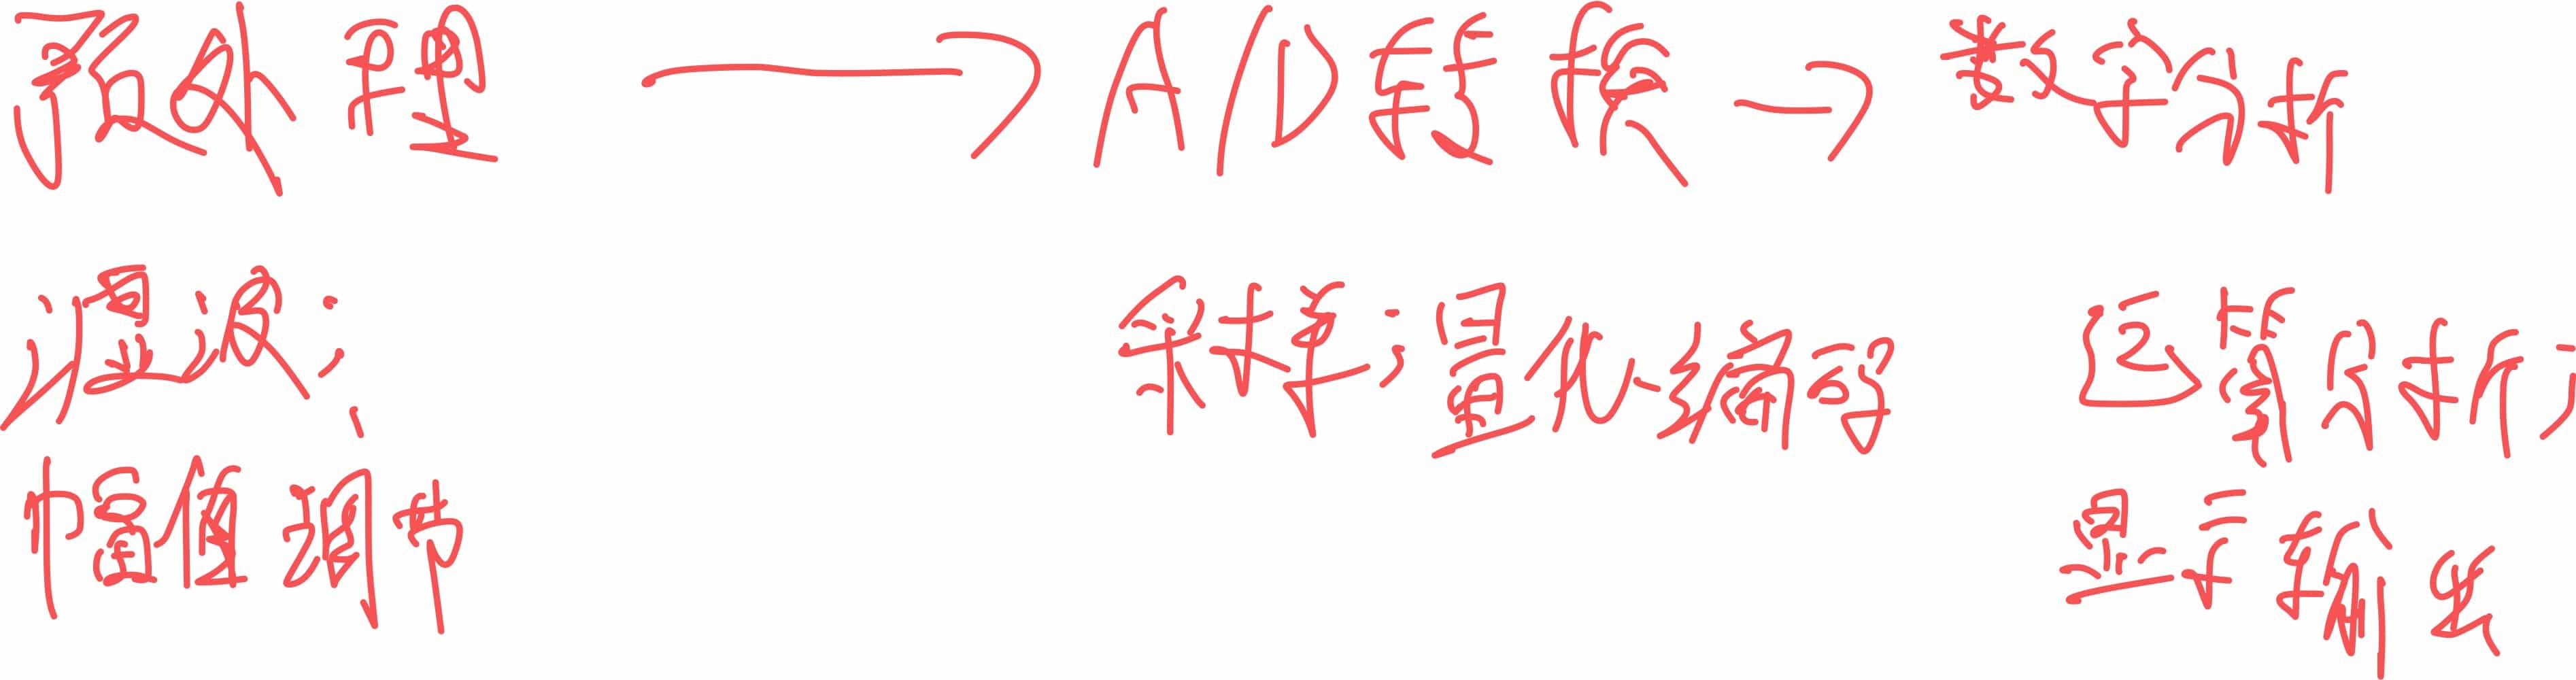 预处理 → A/D转换 → 数字分析
滤波; 采样;量化编码 运算分析;
幅值调节 显示输出